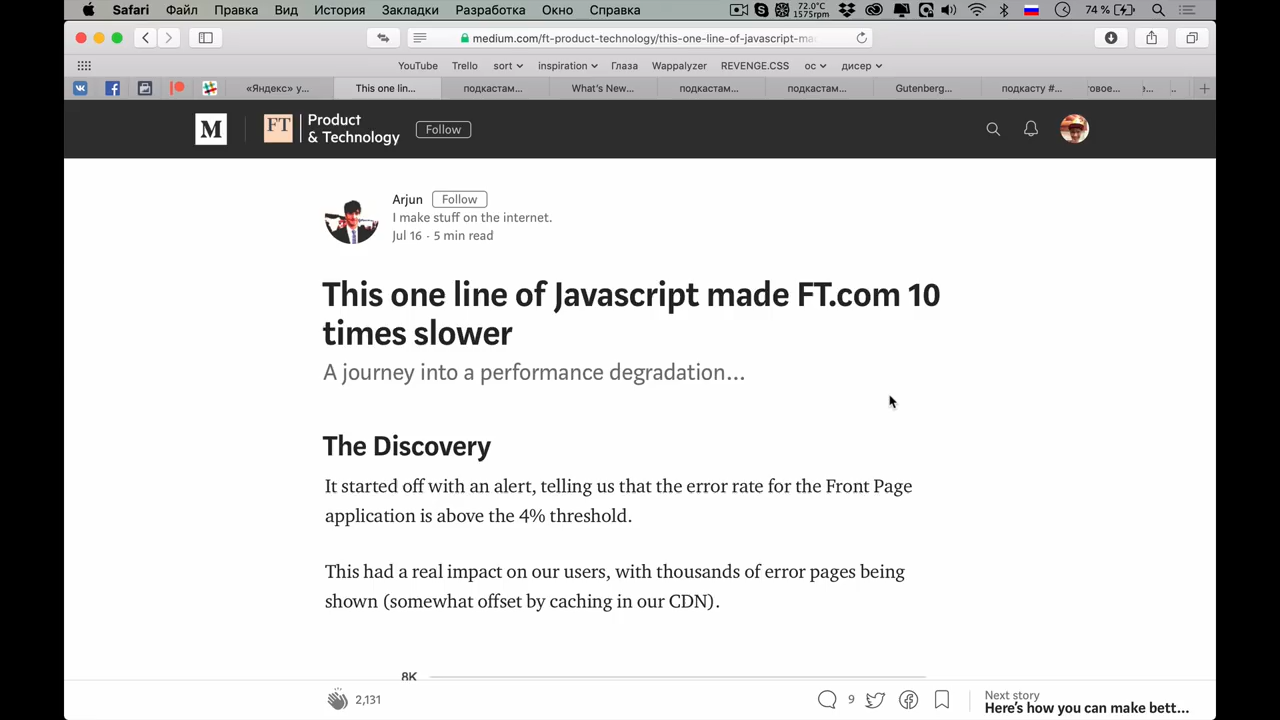 Safari Файл Правка Вид История Закладки Разработка Окно Справка 72.0°C 1575rpm 74 %
medium.com/ft-product-technology/this-one-line-of-javascript-ma
YouTube Trello sort inspiration Глаза Wappalyzer REVENGE.CSS ос дисер
«Яндекс» у... This one lin... подкастам... What's New... подкастам... подкастам... Gutenberg... подкасту #... товое...
M FT Product & Technology Follow
Arjun Follow
I make stuff on the internet.
Jul 16 · 5 min read
This one line of Javascript made FT.com 10
times slower
A journey into a performance degradation...
The Discovery
It started off with an alert, telling us that the error rate for the Front Page
application is above the 4% threshold.
This had a real impact on our users, with thousands of error pages being
shown (somewhat offset by caching in our CDN).
8K
2,131 9 Next story
Here's how you can make bett...